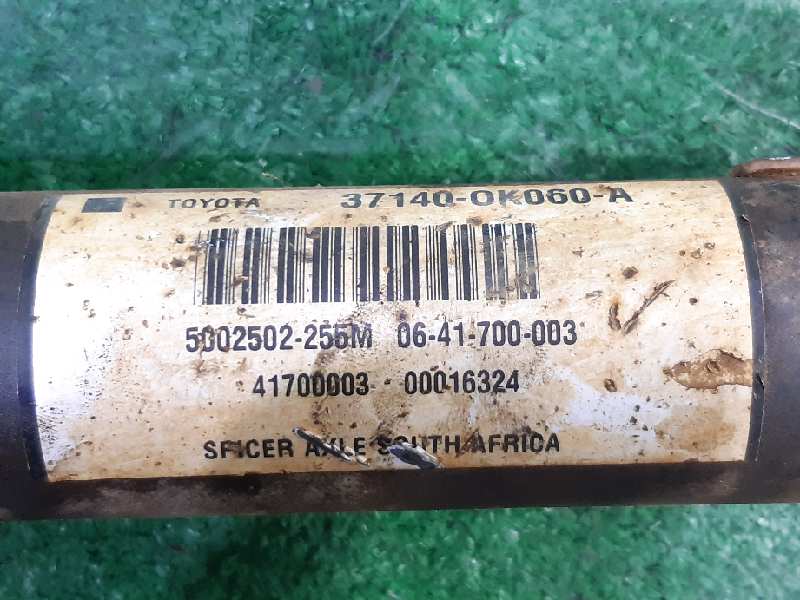 TOYOTA 37140-0K060-A
5002502-255M 06-41-700-003
41700003 00016324
SPICER AXLE SOUTH AFRICA